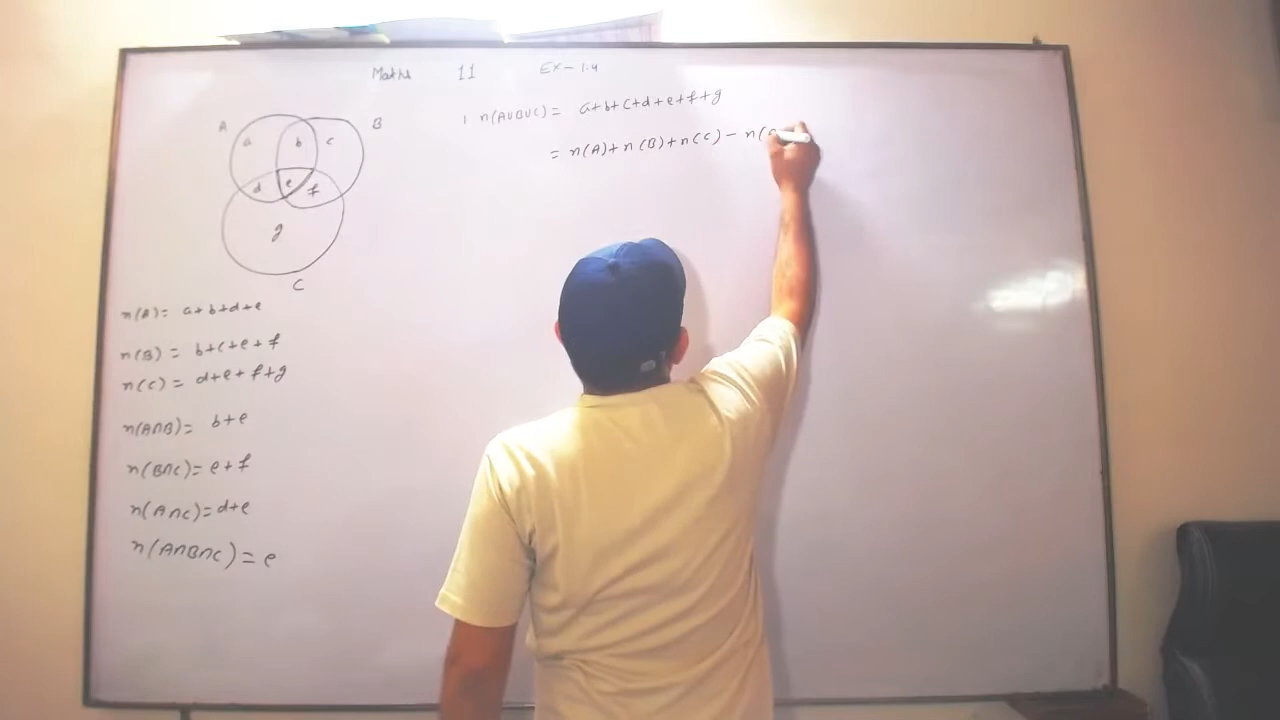 Maths 11 Ex-1.4
A B
a b c
d e f
g
C
n(A)= a+b+d+e
n(B) = b+c+e+f
n(C) = d+e+f+g
n(A∩B)= b+e
n(B∩C)= e+f
n(A∩C)=d+e
n(A∩B∩C)= e
1 n(AUBUC)= a+b+c+d+e+f+g
= n(A)+n(B)+n(C) - n(